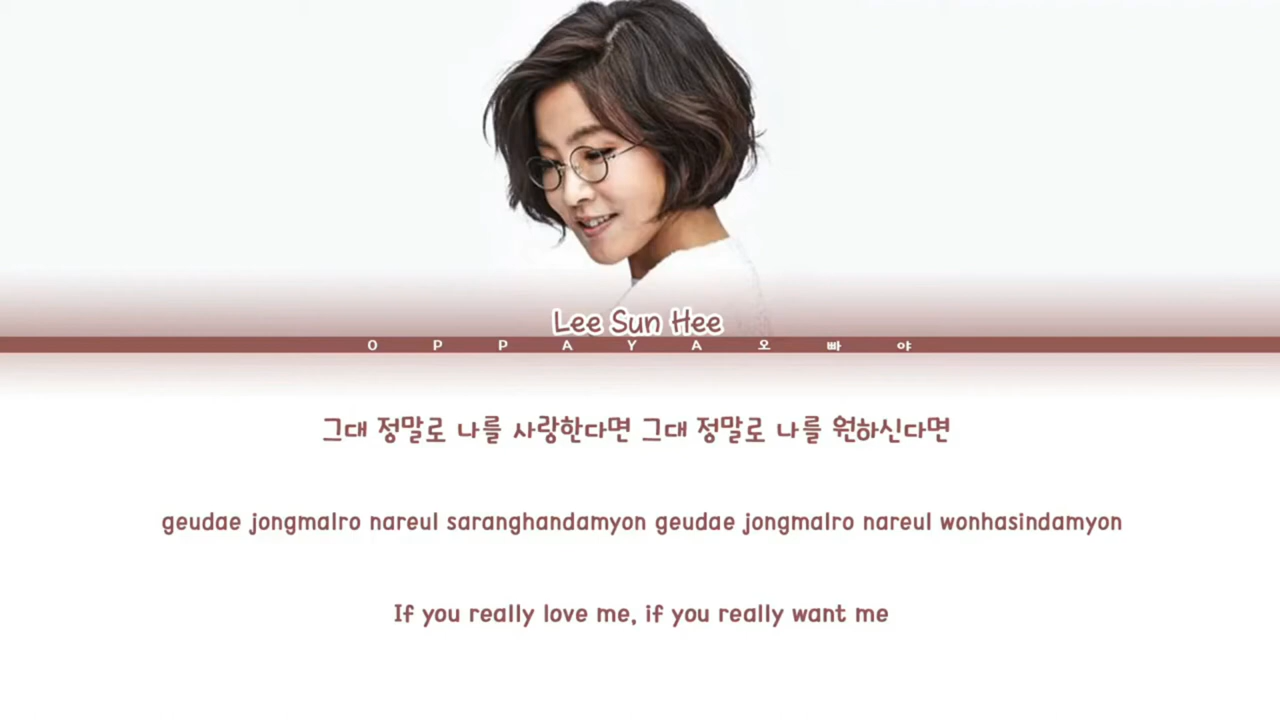 Lee Sun Hee
O P P A Y A 오 빠 야
그대 정말로 나를 사랑한다면 그대 정말로 나를 원하신다면
geudae jongmalro nareul saranghandamyon geudae jongmalro nareul wonhasindamyon
If you really love me, if you really want me